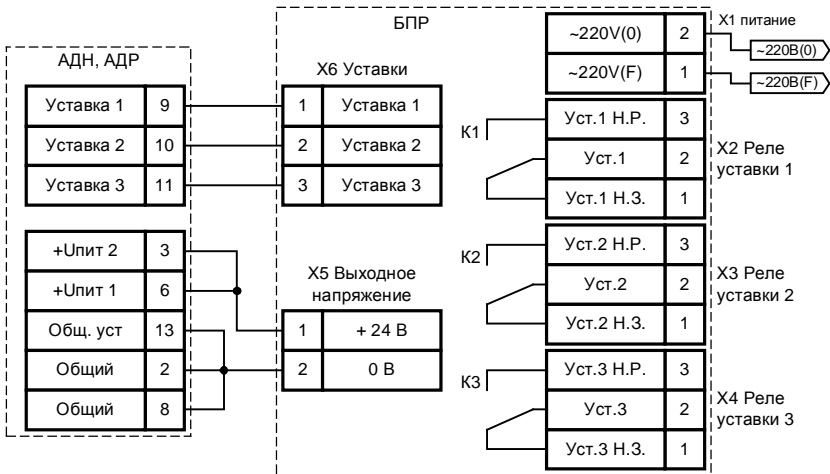 АДН, АДР
Уставка 1 9
Уставка 2 10
Уставка 3 11
+Uпит 2 3
+Uпит 1 6
Общ. уст 13
Общий 2
Общий 8
БПР
X6 Уставки
1 Уставка 1
2 Уставка 2
3 Уставка 3
X5 Выходное
напряжение
1 + 24 В
2 0 В
~220V(0) 2
~220V(F) 1
X1 питание
~220В(0)
~220В(F)
К1
Уст.1 Н.Р. 3
Уст.1 2
Уст.1 Н.З. 1
X2 Реле
уставки 1
К2
Уст.2 Н.Р. 3
Уст.2 2
Уст.2 Н.З. 1
X3 Реле
уставки 2
К3
Уст.3 Н.Р. 3
Уст.3 2
Уст.3 Н.З. 1
X4 Реле
уставки 3